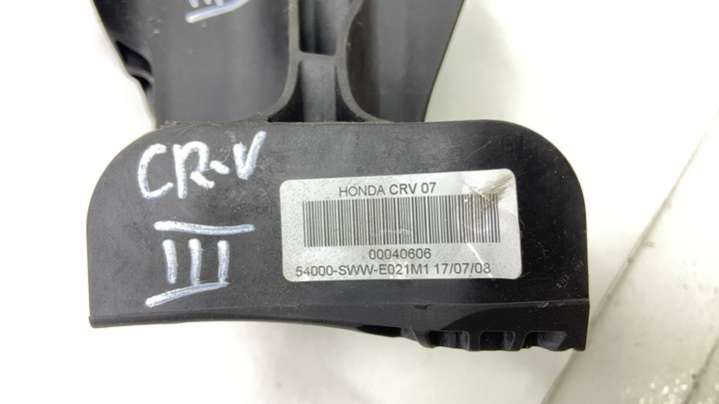 CR-V
III
HONDA CRV 07
00040606
54000-SWW-E021M1 17/07/08